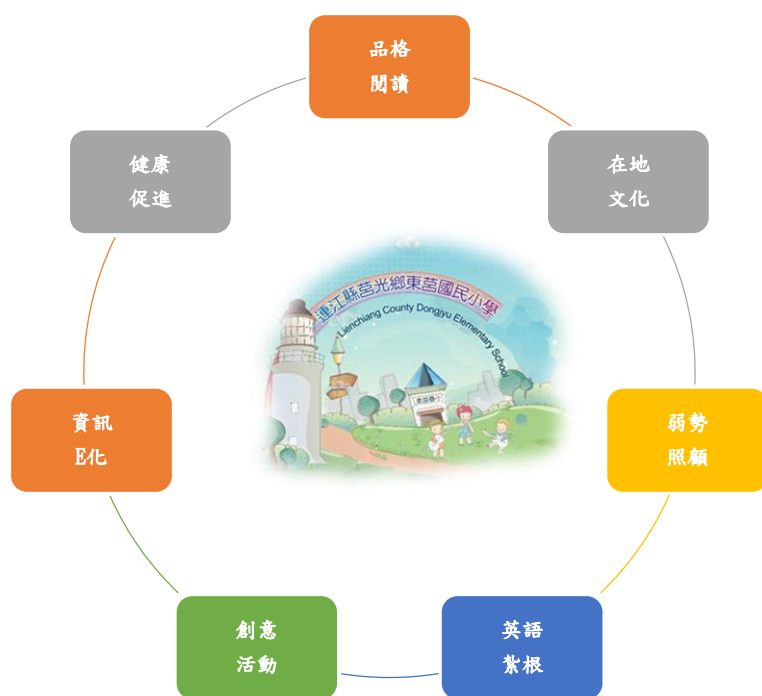 品格
閱讀
健康
促進
在地
文化
連江縣莒光鄉東莒國民小學
Lienchiang County Dongjyu Elementary School
資訊
E化
弱勢
照顧
創意
活動
英語
紮根